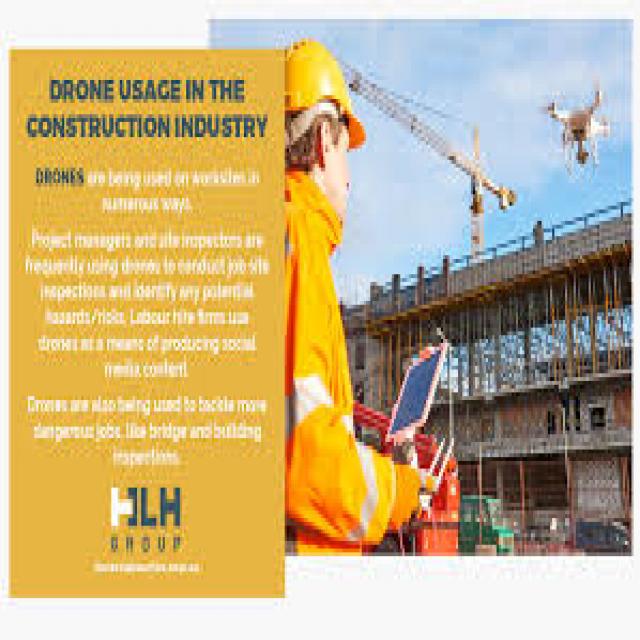 DRONE USAGE IN THE
CONSTRUCTION INDUSTRY
DRONES are being used on worksites in
numerous ways.
Project managers and site inspectors are
frequently using drones to conduct job site
inspections and identify any potential
hazards/risks. Labour hire firms use
drones as a means of producing social
media content.
Drones are also being used to tackle more
dangerous jobs, like bridge and building
inspections.
DLH
GROUP